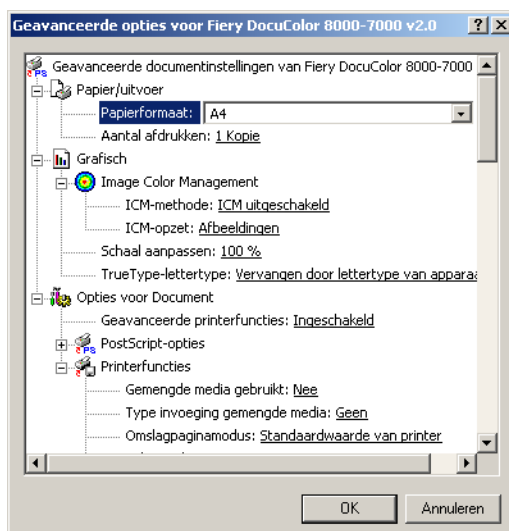 Geavanceerde opties voor Fiery DocuColor 8000-7000 v2.0
Geavanceerde documentinstellingen van Fiery DocuColor 8000-7000
Papier/uitvoer
Papierformaat: A4
Aantal afdrukken: 1 Kopie
Grafisch
Image Color Management
ICM-methode: ICM uitgeschakeld
ICM-opzet: Afbeeldingen
Schaal aanpassen: 100 %
TrueType-lettertype: Vervangen door lettertype van apparaa
Opties voor Document
Geavanceerde printerfuncties: Ingeschakeld
PostScript-opties
Printerfuncties
Gemengde media gebruikt: Nee
Type invoeging gemengde media: Geen
Omslagpaginamodus: Standaardwaarde van printer
OK Annuleren